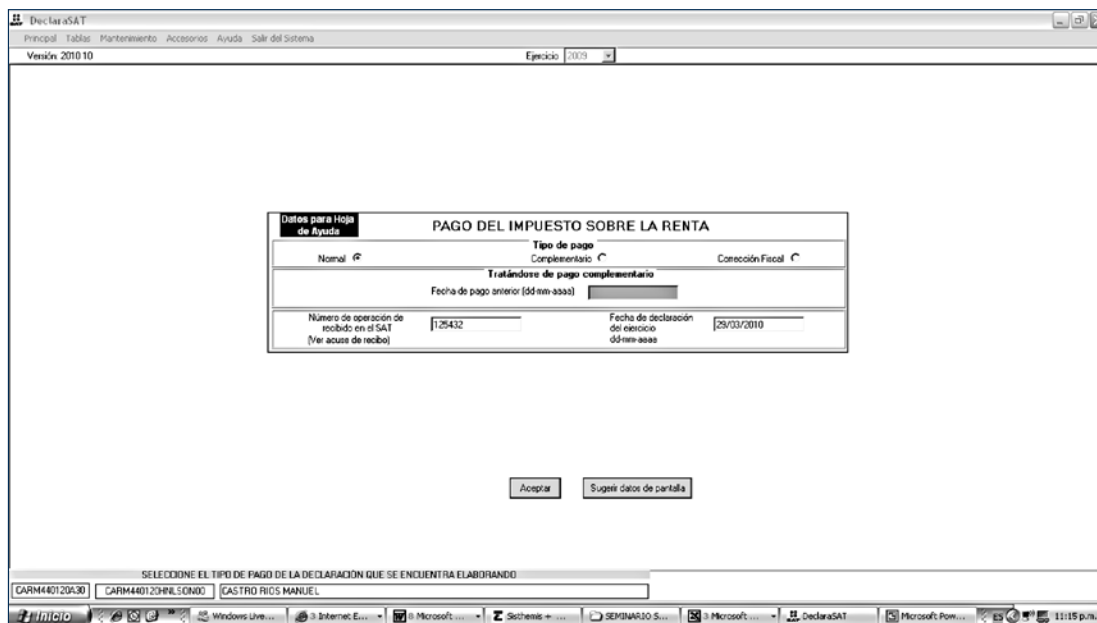 DeclaraSAT
Principal Tablas Mantenimiento Accesorios Ayuda Salir del Sistema
Versión: 2010 10 Ejercicio 2009
Datos para Hoja de Ayuda
PAGO DEL IMPUESTO SOBRE LA RENTA
Tipo de pago
Normal Complementario Corrección Fiscal
Tratándose de pago complementario
Fecha de pago anterior (dd-mm-aaaa)
Número de operación de recibido en el SAT (Ver acuse de recibo)
125432
Fecha de declaración del ejercicio dd-mm-aaaa
29/03/2010
Aceptar Sugerir datos de pantalla
SELECCIONE EL TIPO DE PAGO DE LA DECLARACIÓN QUE SE ENCUENTRA ELABORANDO
CARM440120A30 CARM440120HNLSON00 CASTRO RIOS MANUEL
Inicio Windows Live... 3 Internet E... 8 Microsoft ... Sisthemis + ... SEMINARIO S... 3 Microsoft ... DeclaraSAT Microsoft Pow... ES 11:15 p.m.